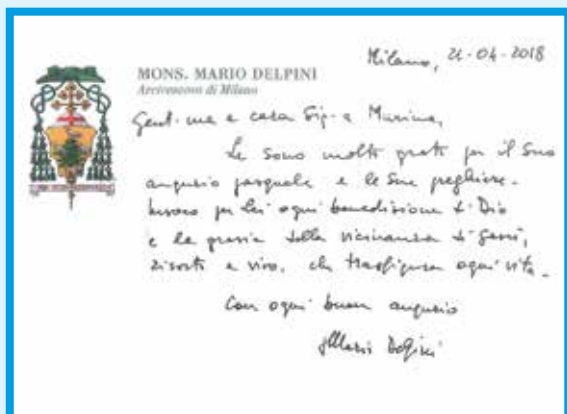 Milano, 21-04-2018
MONS. MARIO DELPINI
Arcivescovo di Milano
Gent.ma e cara Sig.a Marina,
Le sono molto grato per il Suo
augurio pasquale e le Sue preghiere.
Invoco per Lei ogni benedizione di Dio
e la grazia della vicinanza di Gesù,
risorto e vivo, che trasfigura ogni vita.
Con ogni buon augurio
+Mario Delpini